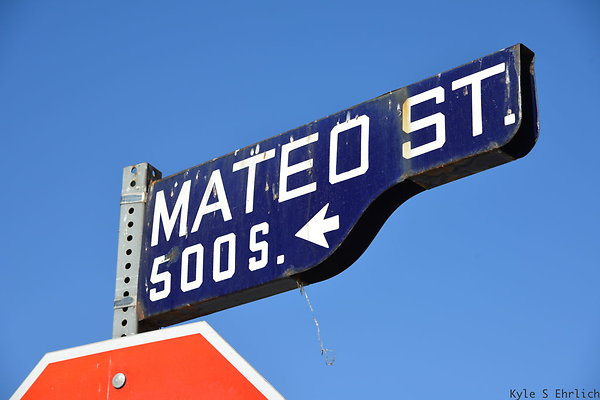 MATEO ST.
500 S.
Kyle S Ehrlich